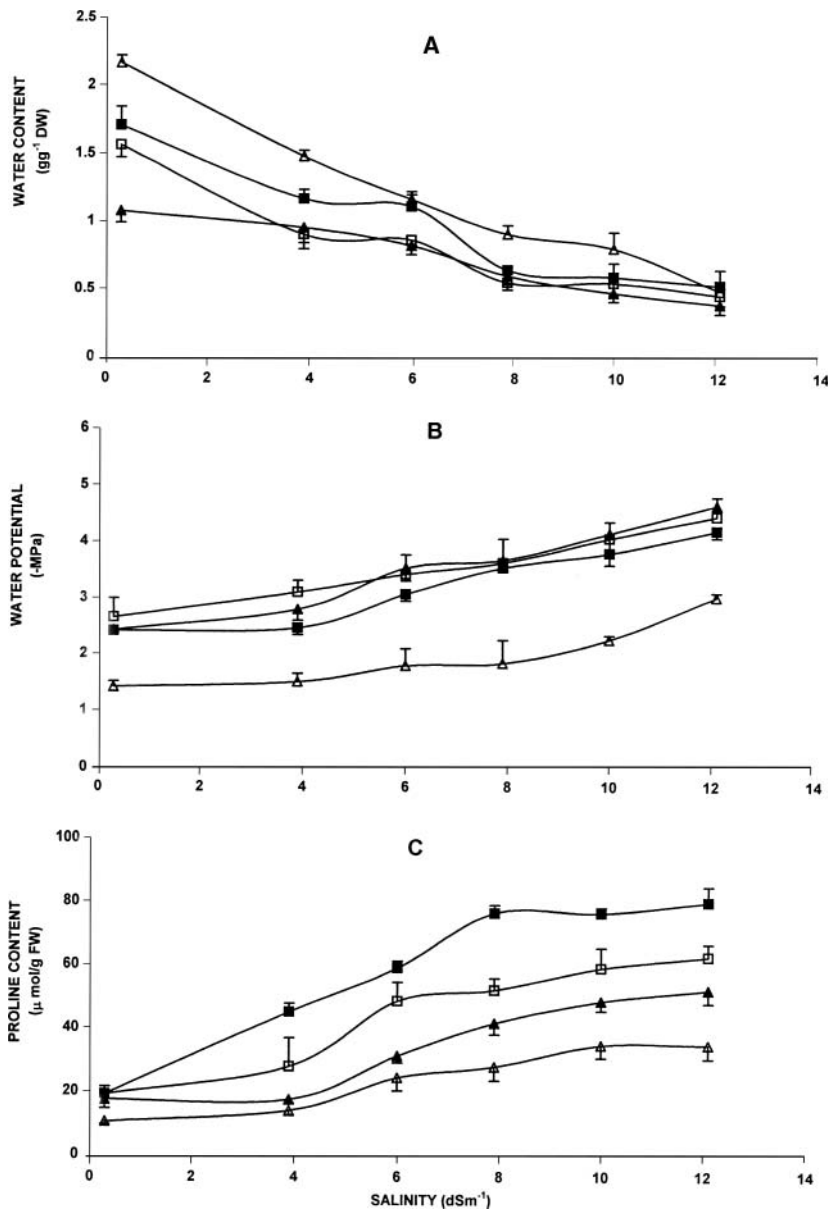 A
WATER CONTENT
(gg⁻¹ DW)
2.5
2
1.5
1
0.5
0
0 2 4 6 8 10 12 14
B
WATER POTENTIAL
(-MPa)
6
5
4
3
2
1
0
0 2 4 6 8 10 12 14
C
PROLINE CONTENT
(μ mol/g FW)
100
80
60
40
20
0
0 2 4 6 8 10 12 14
SALINITY (dSm⁻¹)